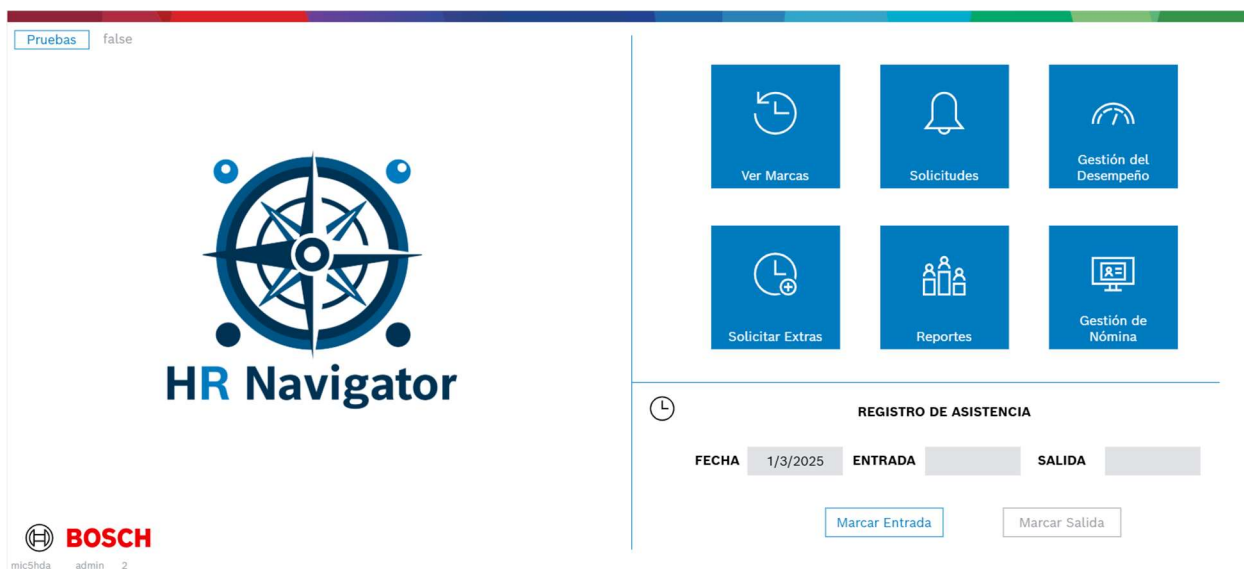 Pruebas false
Ver Marcas
Solicitudes
Gestión del
Desempeño
Solicitar Extras
Reportes
Gestión de
Nómina
HR Navigator
REGISTRO DE ASISTENCIA
FECHA 1/3/2025 ENTRADA SALIDA
Marcar Entrada Marcar Salida
BOSCH
mic5hda admin 2